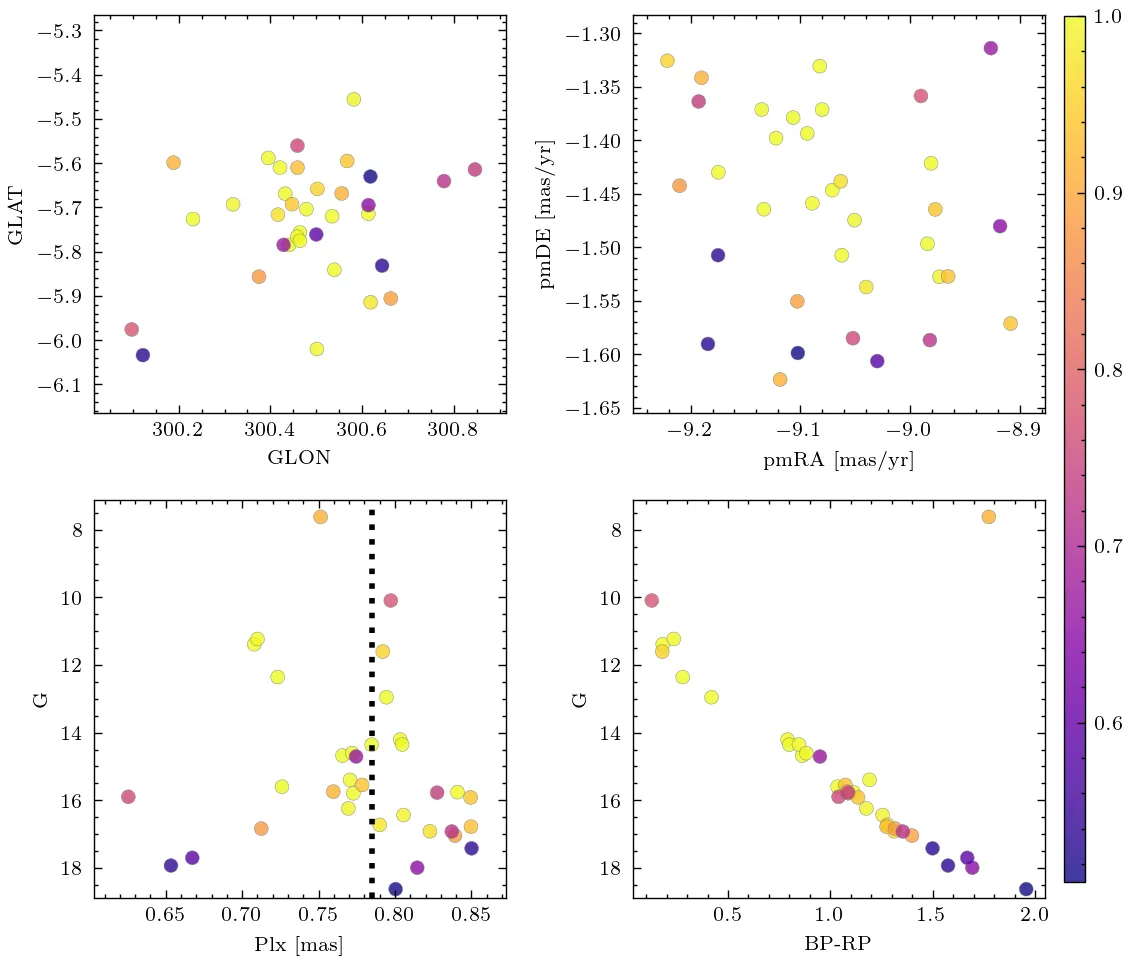 −5.3
−5.4
−5.5
−5.6
−5.7
−5.8
−5.9
−6.0
−6.1
GLAT
300.2 300.4 300.6 300.8
GLON
−1.30
−1.35
−1.40
−1.45
−1.50
−1.55
−1.60
−1.65
pmDE [mas/yr]
−9.2 −9.1 −9.0 −8.9
pmRA [mas/yr]
8
10
12
14
16
18
G
0.65 0.70 0.75 0.80 0.85
Plx [mas]
8
10
12
14
16
18
G
0.5 1.0 1.5 2.0
BP-RP
1.0
0.9
0.8
0.7
0.6